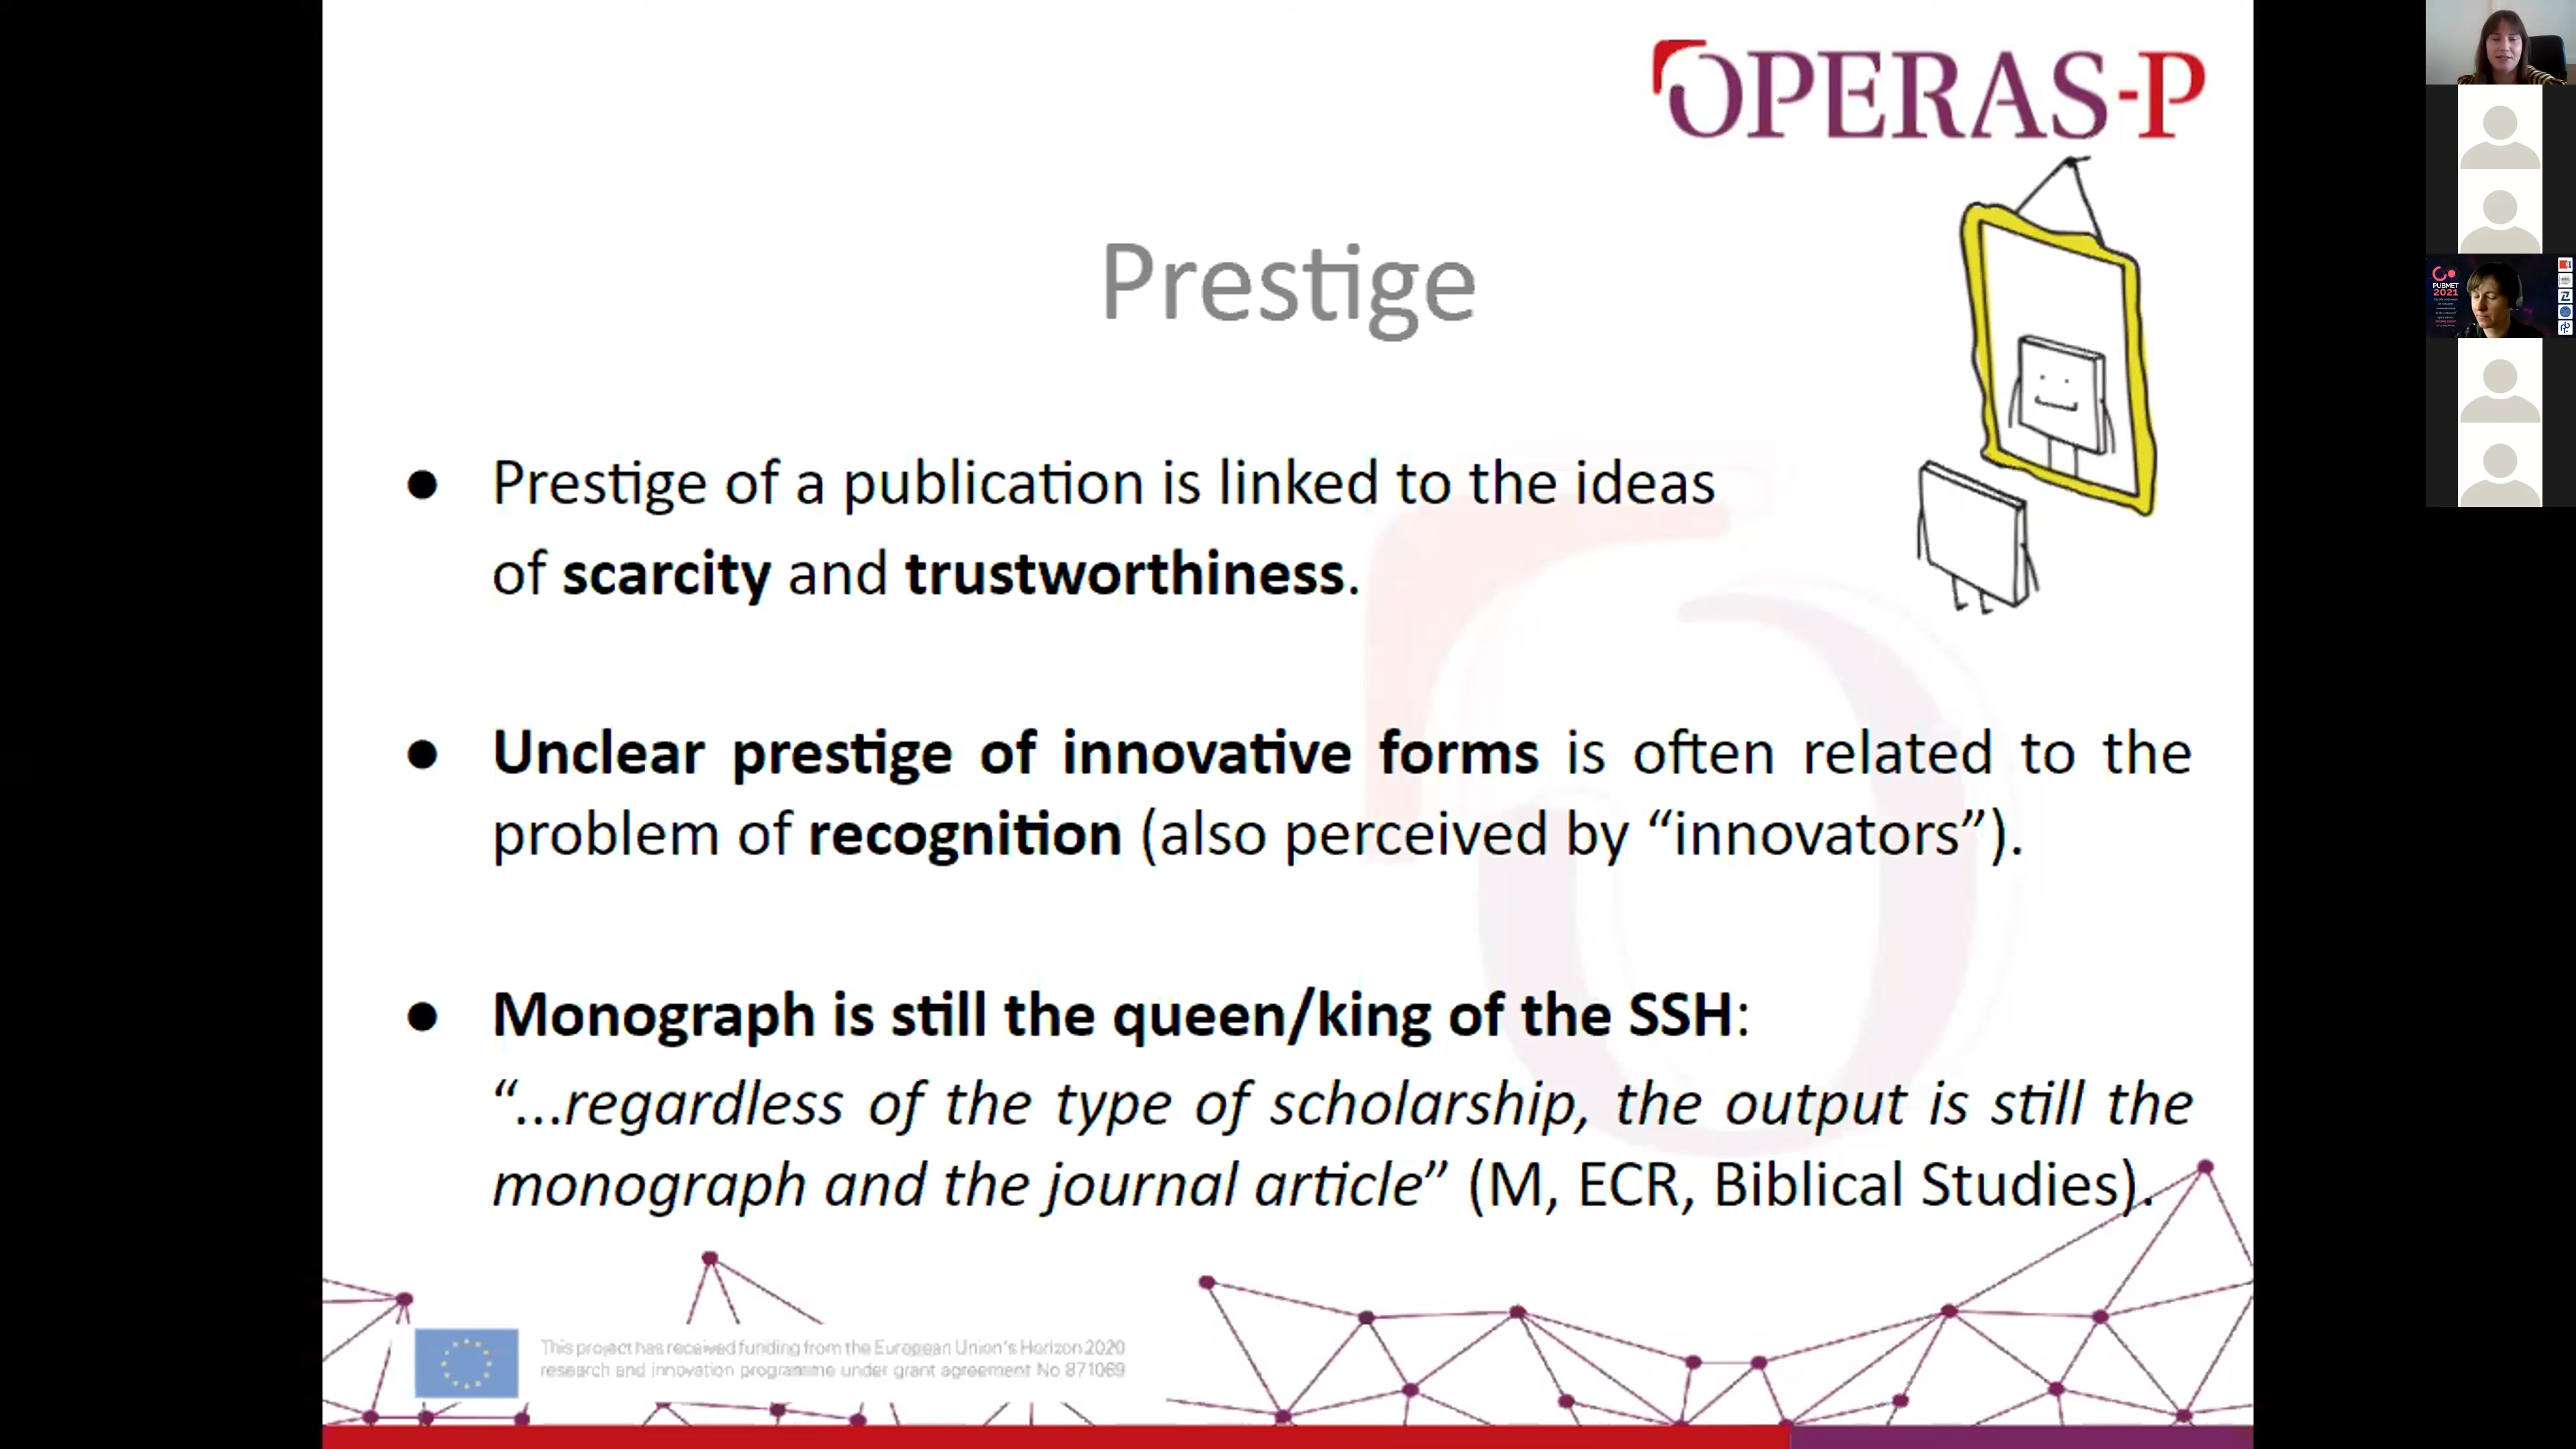 OPERAS-P
Prestige
● Prestige of a publication is linked to the ideas
of scarcity and trustworthiness.
● Unclear prestige of innovative forms is often related to the
problem of recognition (also perceived by “innovators”).
● Monograph is still the queen/king of the SSH:
“...regardless of the type of scholarship, the output is still the
monograph and the journal article” (M, ECR, Biblical Studies).
This project has received funding from the European Union's Horizon 2020
research and innovation programme under grant agreement No 871069
PUBMET
2021